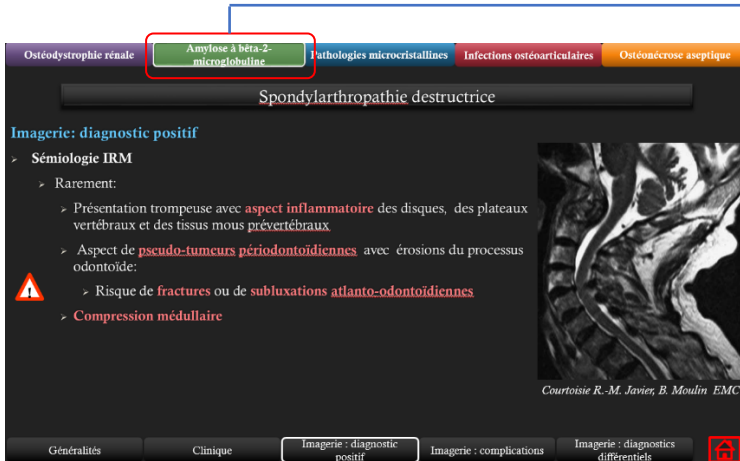 Ostéodystrophie rénale
Amylose à bêta-2-
microglobuline
Pathologies microcristallines
Infections ostéoarticulaires
Ostéonécrose aseptique
Spondylarthropathie destructrice
Imagerie: diagnostic positif
➢ Sémiologie IRM
➢ Rarement:
➢ Présentation trompeuse avec aspect inflammatoire des disques, des plateaux
vertébraux et des tissus mous prévertébraux
➢ Aspect de pseudo-tumeurs périodontoïdiennes avec érosions du processus
odontoïde:
➢ Risque de fractures ou de subluxations atlanto-odontoïdiennes
➢ Compression médullaire
Courtoisie R.-M. Javier, B. Moulin EMC
Généralités
Clinique
Imagerie : diagnostic
positif
Imagerie : complications
Imagerie : diagnostics
différentiels